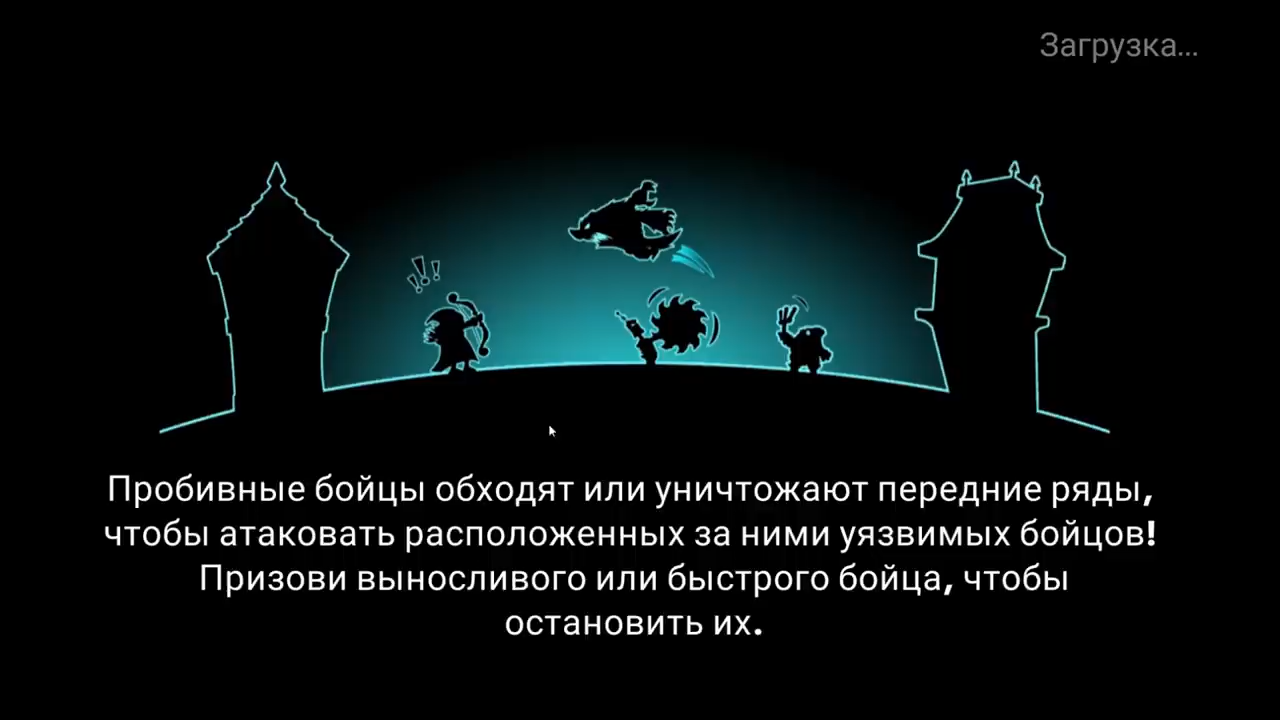 Загрузка...
Пробивные бойцы обходят или уничтожают передние ряды,
чтобы атаковать расположенных за ними уязвимых бойцов!
Призови выносливого или быстрого бойца, чтобы
остановить их.